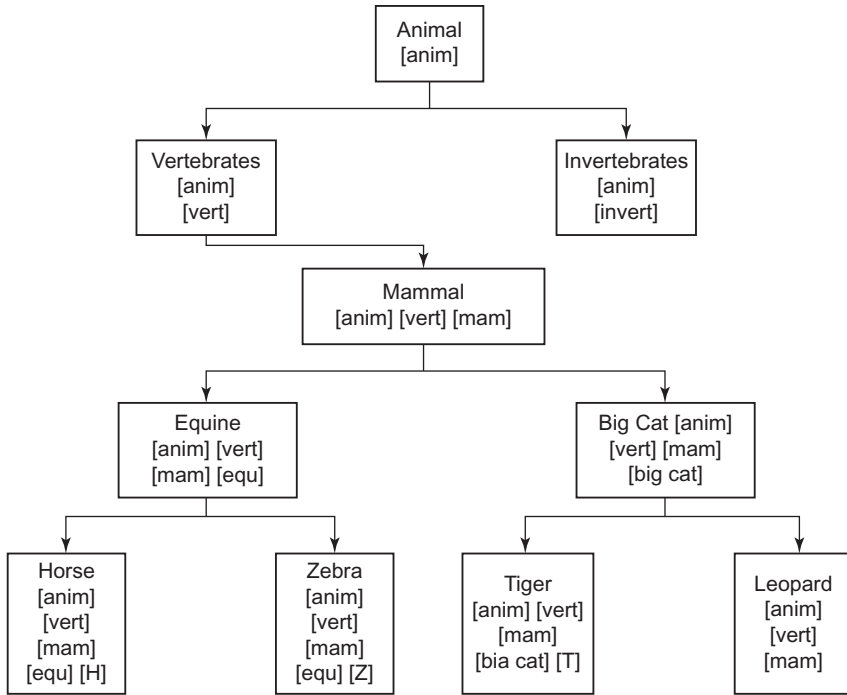 Animal
[anim]
Vertebrates
[anim]
[vert]
Invertebrates
[anim]
[invert]
Mammal
[anim] [vert] [mam]
Equine
[anim] [vert]
[mam] [equ]
Big Cat [anim]
[vert] [mam]
[big cat]
Horse
[anim]
[vert]
[mam]
[equ] [H]
Zebra
[anim]
[vert]
[mam]
[equ] [Z]
Tiger
[anim] [vert]
[mam]
[bia cat] [T]
Leopard
[anim]
[vert]
[mam]